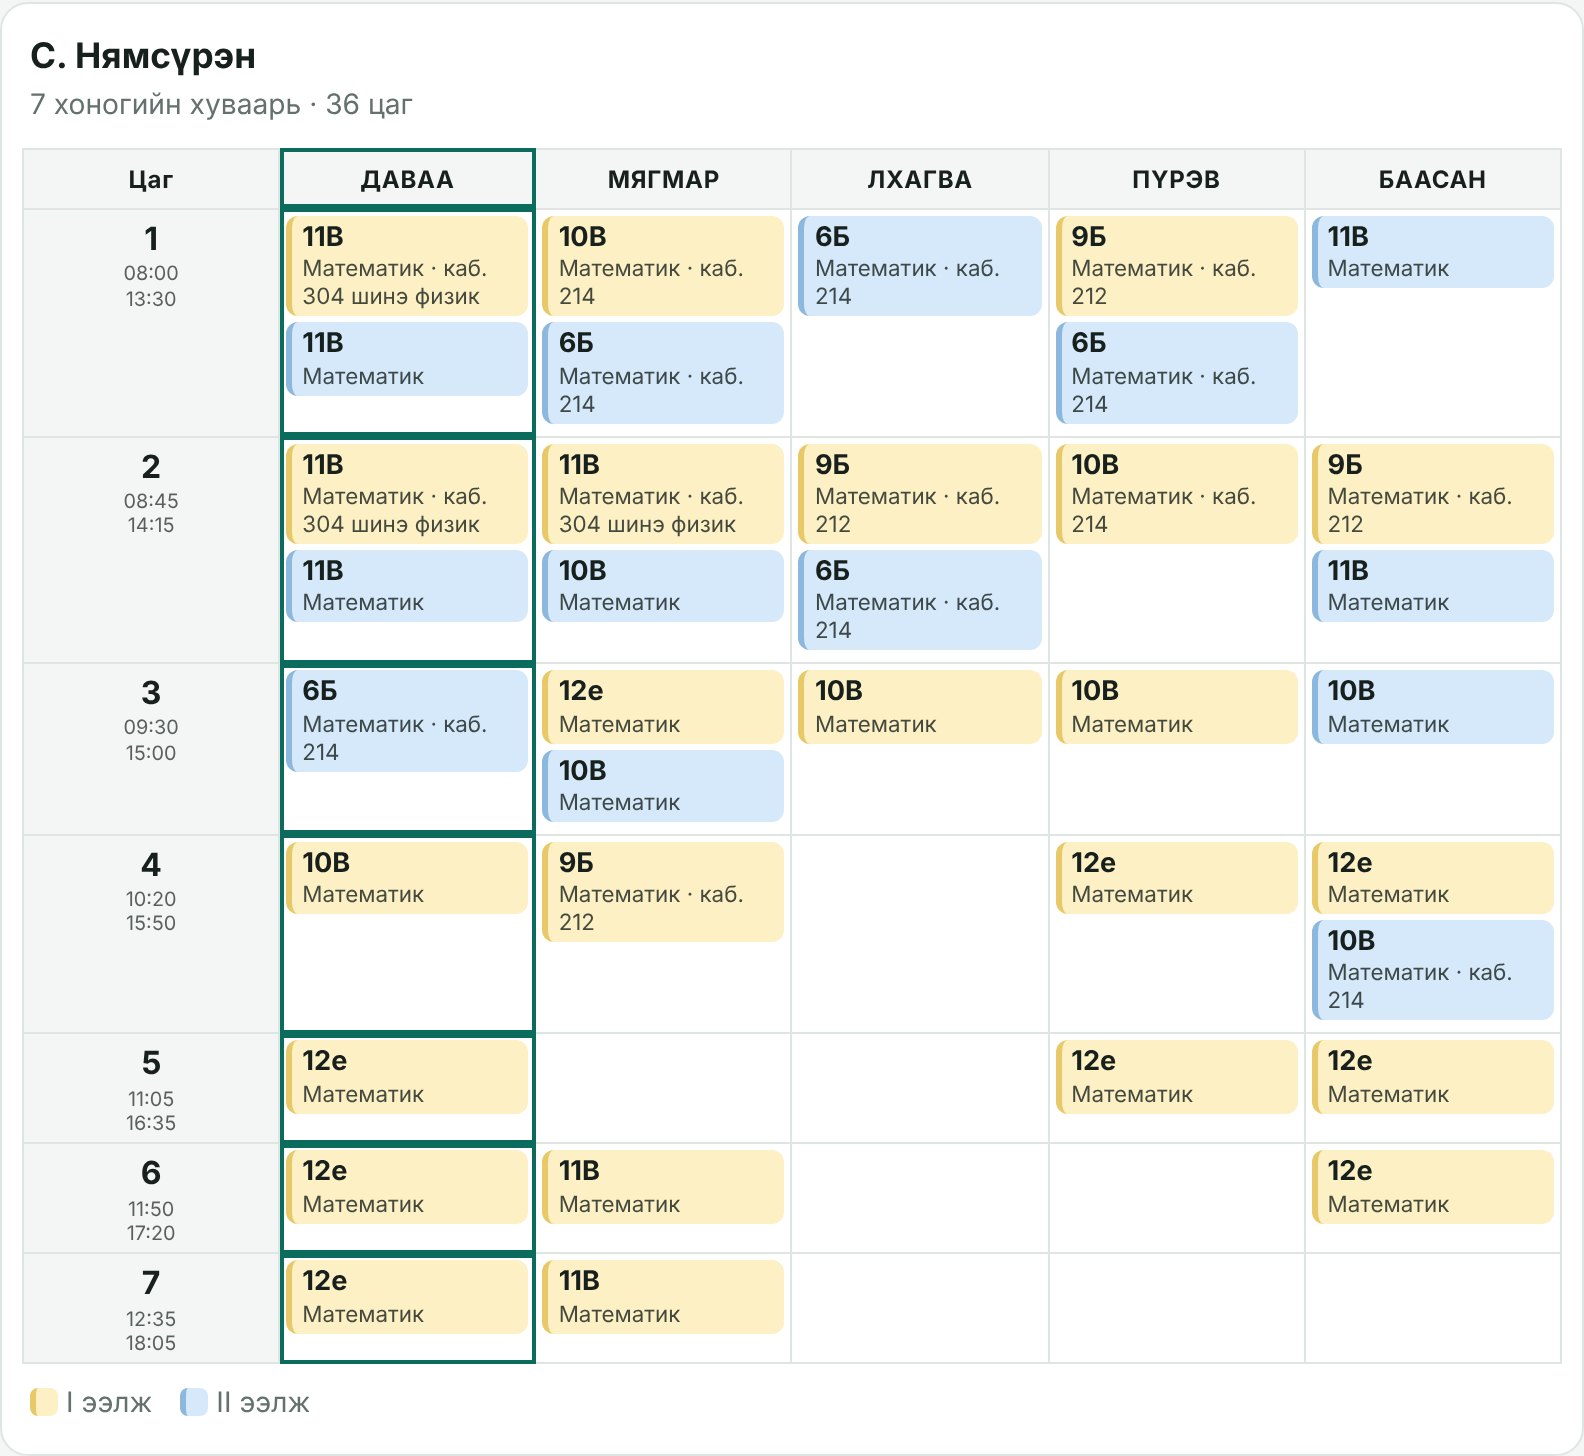 С. Нямсүрэн
7 хоногийн хуваарь · 36 цаг
Цаг
ДАВАА
МЯГМАР
ЛХАГВА
ПҮРЭВ
БААСАН
1
08:00
13:30
11В
Математик · каб.
304 шинэ физик
11В
Математик
10В
Математик · каб.
214
6Б
Математик · каб.
214
6Б
Математик · каб.
214
9Б
Математик · каб.
212
6Б
Математик · каб.
214
11В
Математик
2
08:45
14:15
11В
Математик · каб.
304 шинэ физик
11В
Математик
11В
Математик · каб.
304 шинэ физик
10В
Математик
9Б
Математик · каб.
212
6Б
Математик · каб.
214
10В
Математик · каб.
214
9Б
Математик · каб.
212
11В
Математик
3
09:30
15:00
6Б
Математик · каб.
214
12е
Математик
10В
Математик
10В
Математик
10В
Математик
10В
Математик
4
10:20
15:50
10В
Математик
9Б
Математик · каб.
212
12е
Математик
12е
Математик
10В
Математик · каб.
214
5
11:05
16:35
12е
Математик
12е
Математик
12е
Математик
6
11:50
17:20
12е
Математик
11В
Математик
12е
Математик
7
12:35
18:05
12е
Математик
11В
Математик
I ээлж
II ээлж